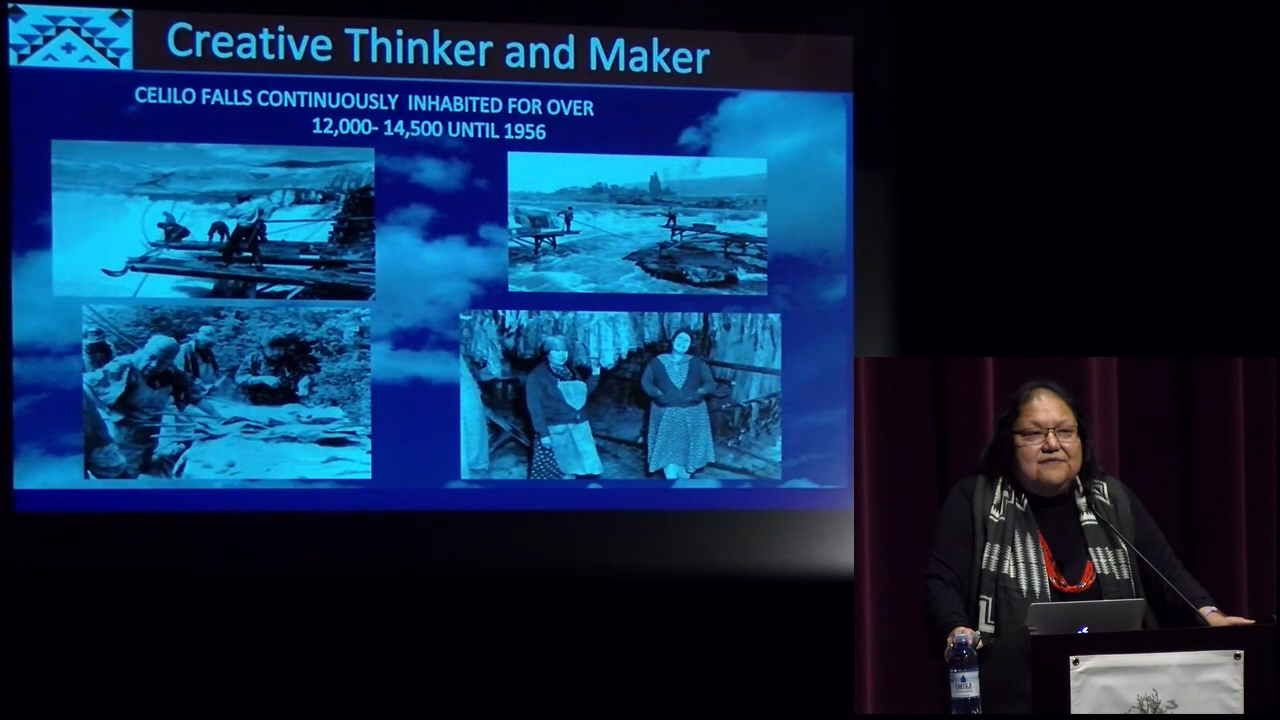 Creative Thinker and Maker
CELILO FALLS CONTINUOUSLY INHABITED FOR OVER
12,000- 14,500 UNTIL 1956